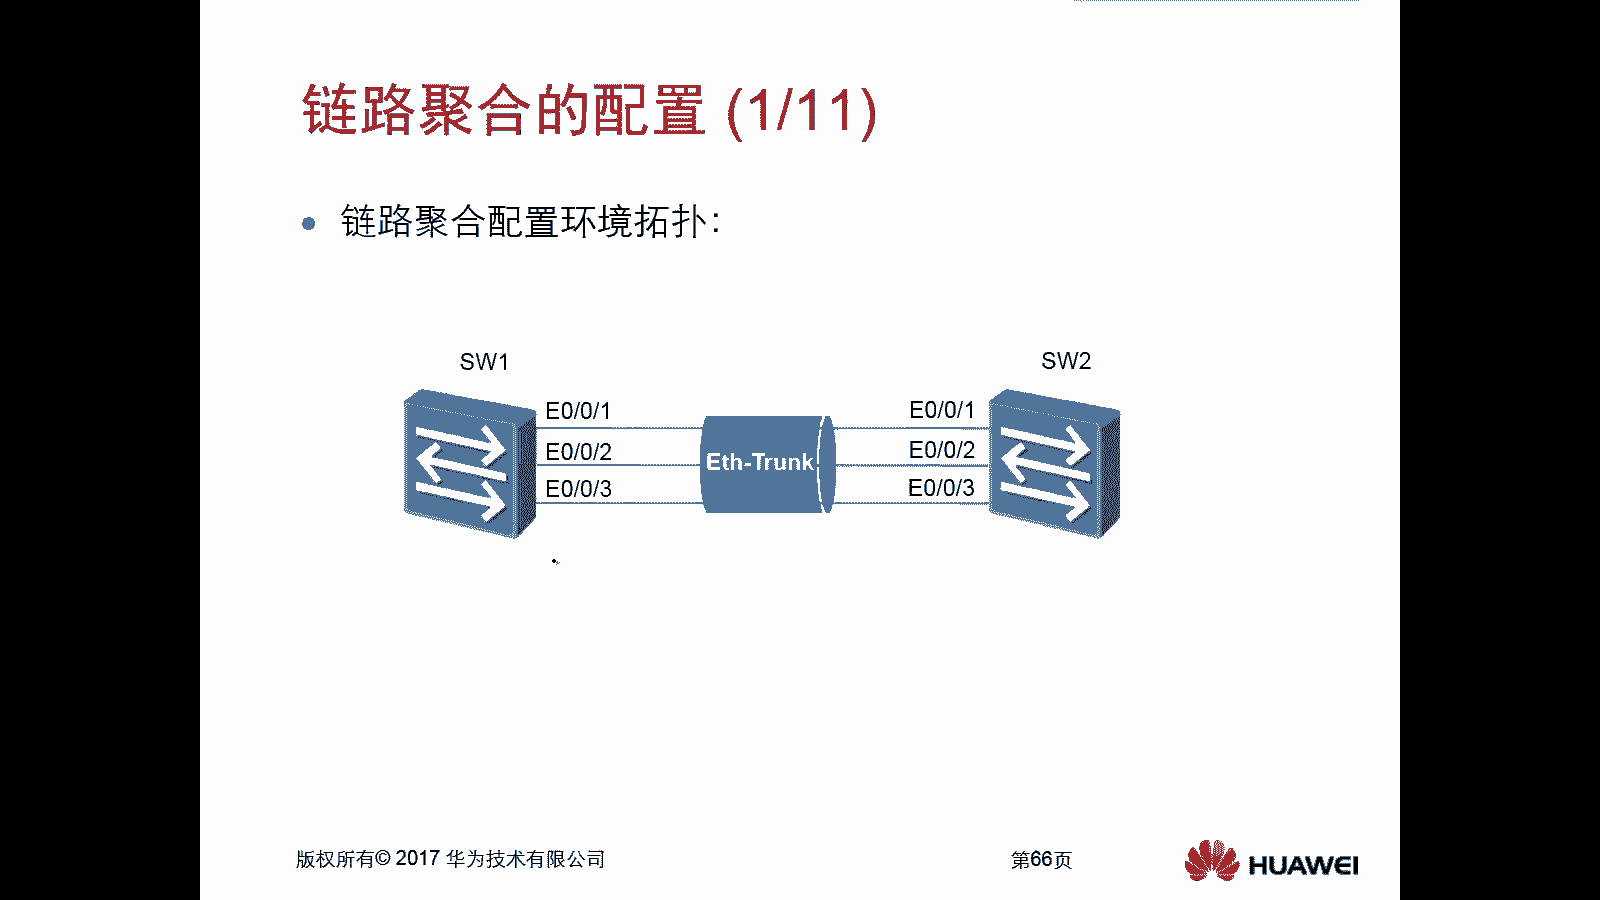 链路聚合的配置 (1/11)
链路聚合配置环境拓扑：
SW1
SW2
E0/0/1
E0/0/1
E0/0/2
Eth-Trunk
E0/0/2
E0/0/3
E0/0/3
版权所有© 2017 华为技术有限公司
第66页
HUAWEI